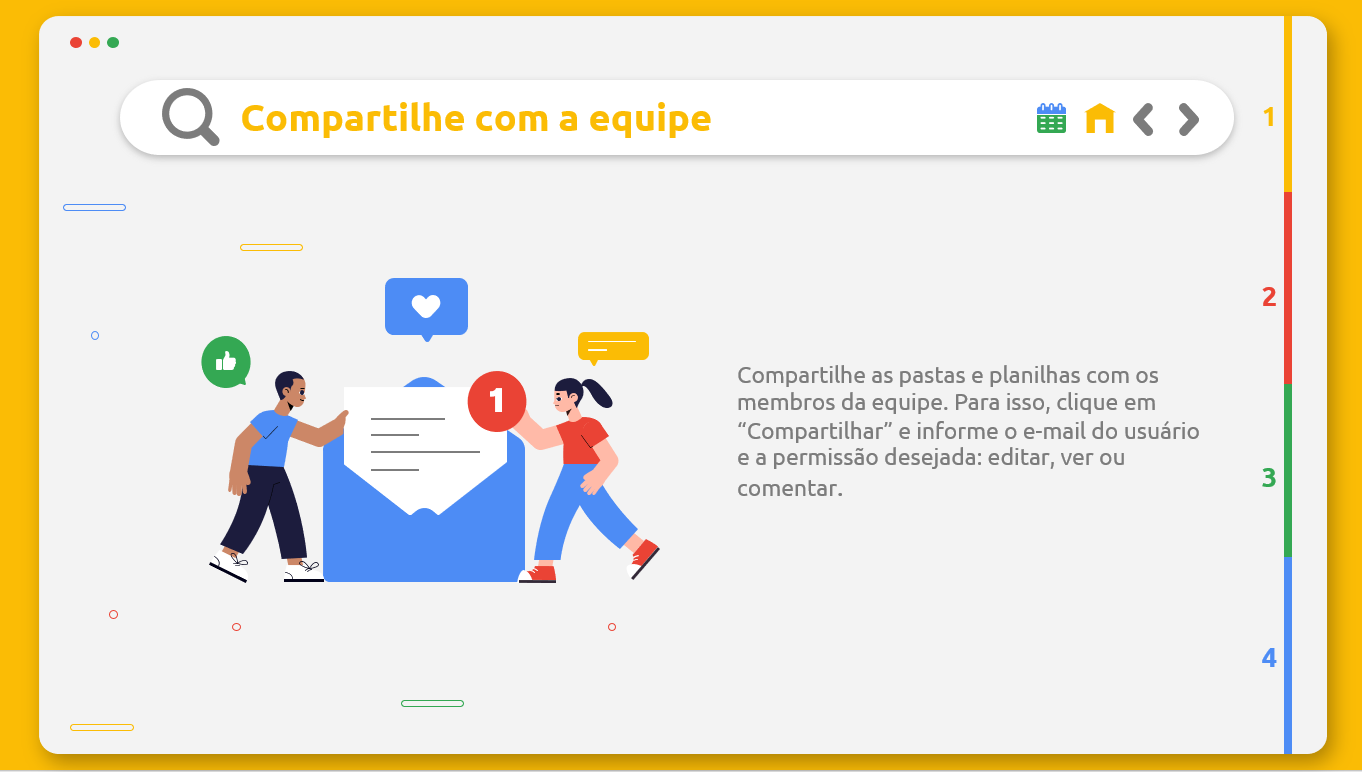 Compartilhe com a equipe
1
2
3
4
1
Compartilhe as pastas e planilhas com os
membros da equipe. Para isso, clique em
“Compartilhar” e informe o e-mail do usuário
e a permissão desejada: editar, ver ou
comentar.